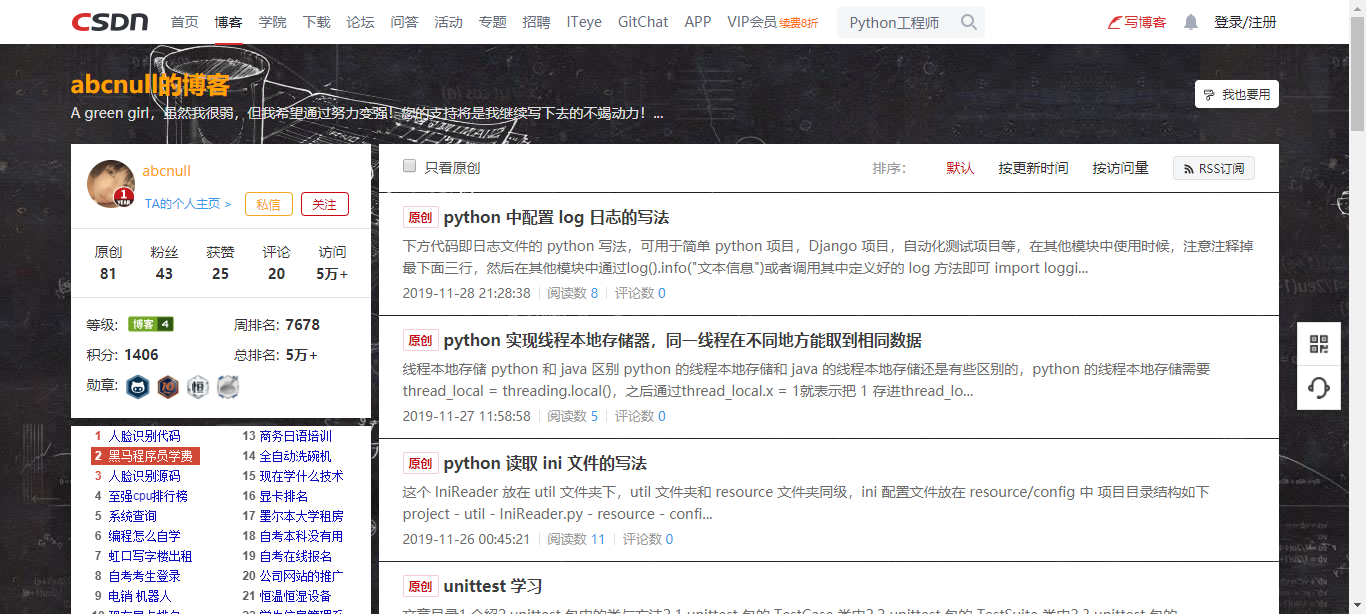 CSDN 首页 博客 学院 下载 论坛 问答 活动 专题 招聘 ITeye GitChat APP VIP会员 续费8折 Python工程师 写博客 登录/注册
abcnull的博客
A green girl，虽然我很弱，但我希望通过努力变强！您的支持将是我继续写下去的不竭动力！...
我也要用
abcnull
1
YEAR
TA的个人主页 > 私信 关注
原创 粉丝 获赞 评论 访问
81 43 25 20 5万+
等级: 博客 4 周排名: 7678
积分: 1406 总排名: 5万+
勋章: 恒
1 人脸识别代码 13 商务日语培训
2 黑马程序员学费 14 全自动洗碗机
3 人脸识别源码 15 现在学什么技术
4 至强cpu排行榜 16 显卡排名
5 系统查询 17 墨尔本大学租房
6 编程怎么自学 18 自考本科没有用
7 虹口写字楼出租 19 自考在线报名
8 自考考生登录 20 公司网站的推广
9 电销 机器人 21 恒温恒湿设备
只看原创 排序： 默认 按更新时间 按访问量 RSS订阅
原创 python 中配置 log 日志的写法
下方代码即日志文件的 python 写法，可用于简单 python 项目，Django 项目，自动化测试项目等，在其他模块中使用时候，注意注释掉
最下面三行，然后在其他模块中通过log().info("文本信息")或者调用其中定义好的 log 方法即可 import loggi...
2019-11-28 21:28:38 阅读数 8 评论数 0
原创 python 实现线程本地存储器，同一线程在不同地方能取到相同数据
线程本地存储 python 和 java 区别 python 的线程本地存储和 java 的线程本地存储还是有些区别的，python 的线程本地存储需要
thread_local = threading.local()，之后通过thread_local.x = 1就表示把 1 存进thread_lo...
2019-11-27 11:58:58 阅读数 5 评论数 0
原创 python 读取 ini 文件的写法
这个 IniReader 放在 util 文件夹下，util 文件夹和 resource 文件夹同级，ini 配置文件放在 resource/config 中 项目目录结构如下
project - util - IniReader.py - resource - confi...
2019-11-26 00:45:21 阅读数 11 评论数 0
原创 unittest 学习